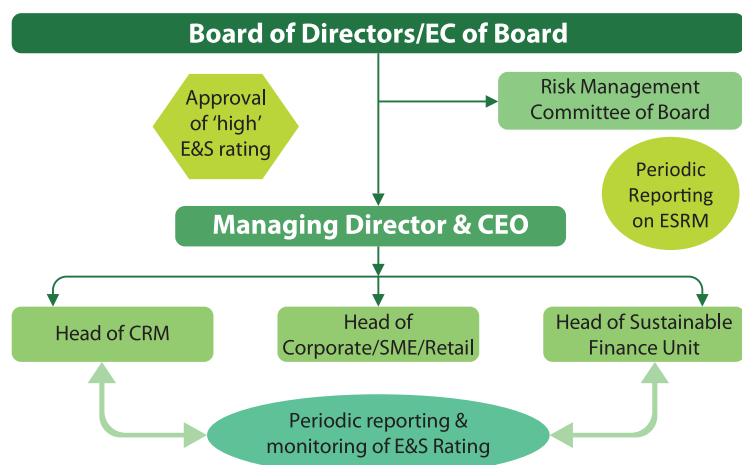 Board of Directors/EC of Board
Approval
of ‘high’
E&S rating
Risk Management
Committee of Board
Periodic
Reporting
on ESRM
Managing Director & CEO
Head of CRM
Head of
Corporate/SME/Retail
Head of Sustainable
Finance Unit
Periodic reporting &
monitoring of E&S Rating